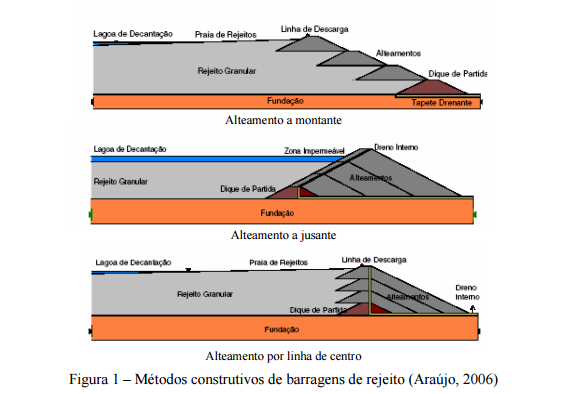 Linha de Descarga
Lagoa de Decantação
Praia de Rejeitos
Alteamentos
Rejeito Granular
Dique de Partida
Fundação
Tapete Drenante
Alteamento a montante
Lagoa de Decantação
Zona Impermeável
Dreno Interno
Rejeito Granular
Alteamentos
Dique de Partida
Fundação
Alteamento a jusante
Lagoa de Decantação
Praia de Rejeitos
Linha de Descarga
Rejeito Granular
Alteamentos
Dreno
Interno
Dique de Partida
Fundação
Alteamento por linha de centro
Figura 1 – Métodos construtivos de barragens de rejeito (Araújo, 2006)